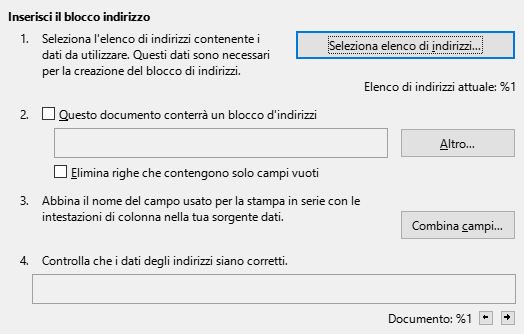 Inserisci il blocco indirizzo
1. Seleziona l'elenco di indirizzi contenente i
dati da utilizzare. Questi dati sono necessari
per la creazione del blocco di indirizzi.
Seleziona elenco di indirizzi...
Elenco di indirizzi attuale: %1
2. Questo documento conterrà un blocco d'indirizzi
Altro...
Elimina righe che contengono solo campi vuoti
3. Abbina il nome del campo usato per la stampa in serie con le
intestazioni di colonna nella tua sorgente dati.
Combina campi...
4. Controlla che i dati degli indirizzi siano corretti.
Documento: %1